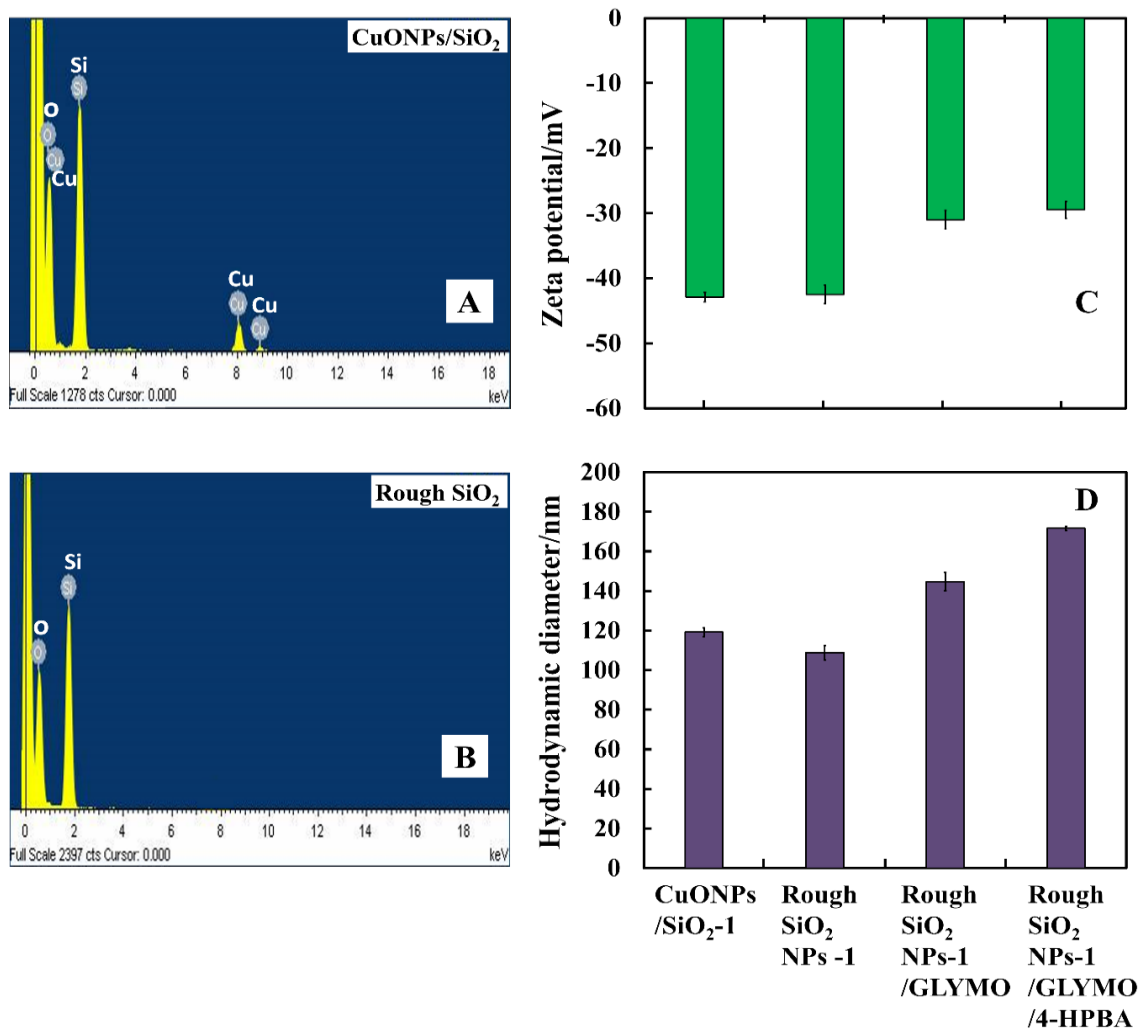 CuONPs/SiO₂
Si
Si
O
O
Cu
Cu
Cu
Cu
Cu
Cu
A
0 2 4 6 8 10 12 14 16 18
Full Scale 1278 cts Cursor: 0.000
keV
Rough SiO₂
Si
Si
O
O
B
0 2 4 6 8 10 12 14 16 18
Full Scale 2397 cts Cursor: 0.000
keV
Zeta potential/mV
-0
-10
-20
-30
-40
-50
-60
C
Hydrodynamic diameter/nm
200
180
160
140
120
100
80
60
40
20
0
D
CuONPs
/SiO₂-1
Rough
SiO₂
NPs -1
Rough
SiO₂
NPs-1
/GLYMO
Rough
SiO₂
NPs-1
/GLYMO
/4-HPBA